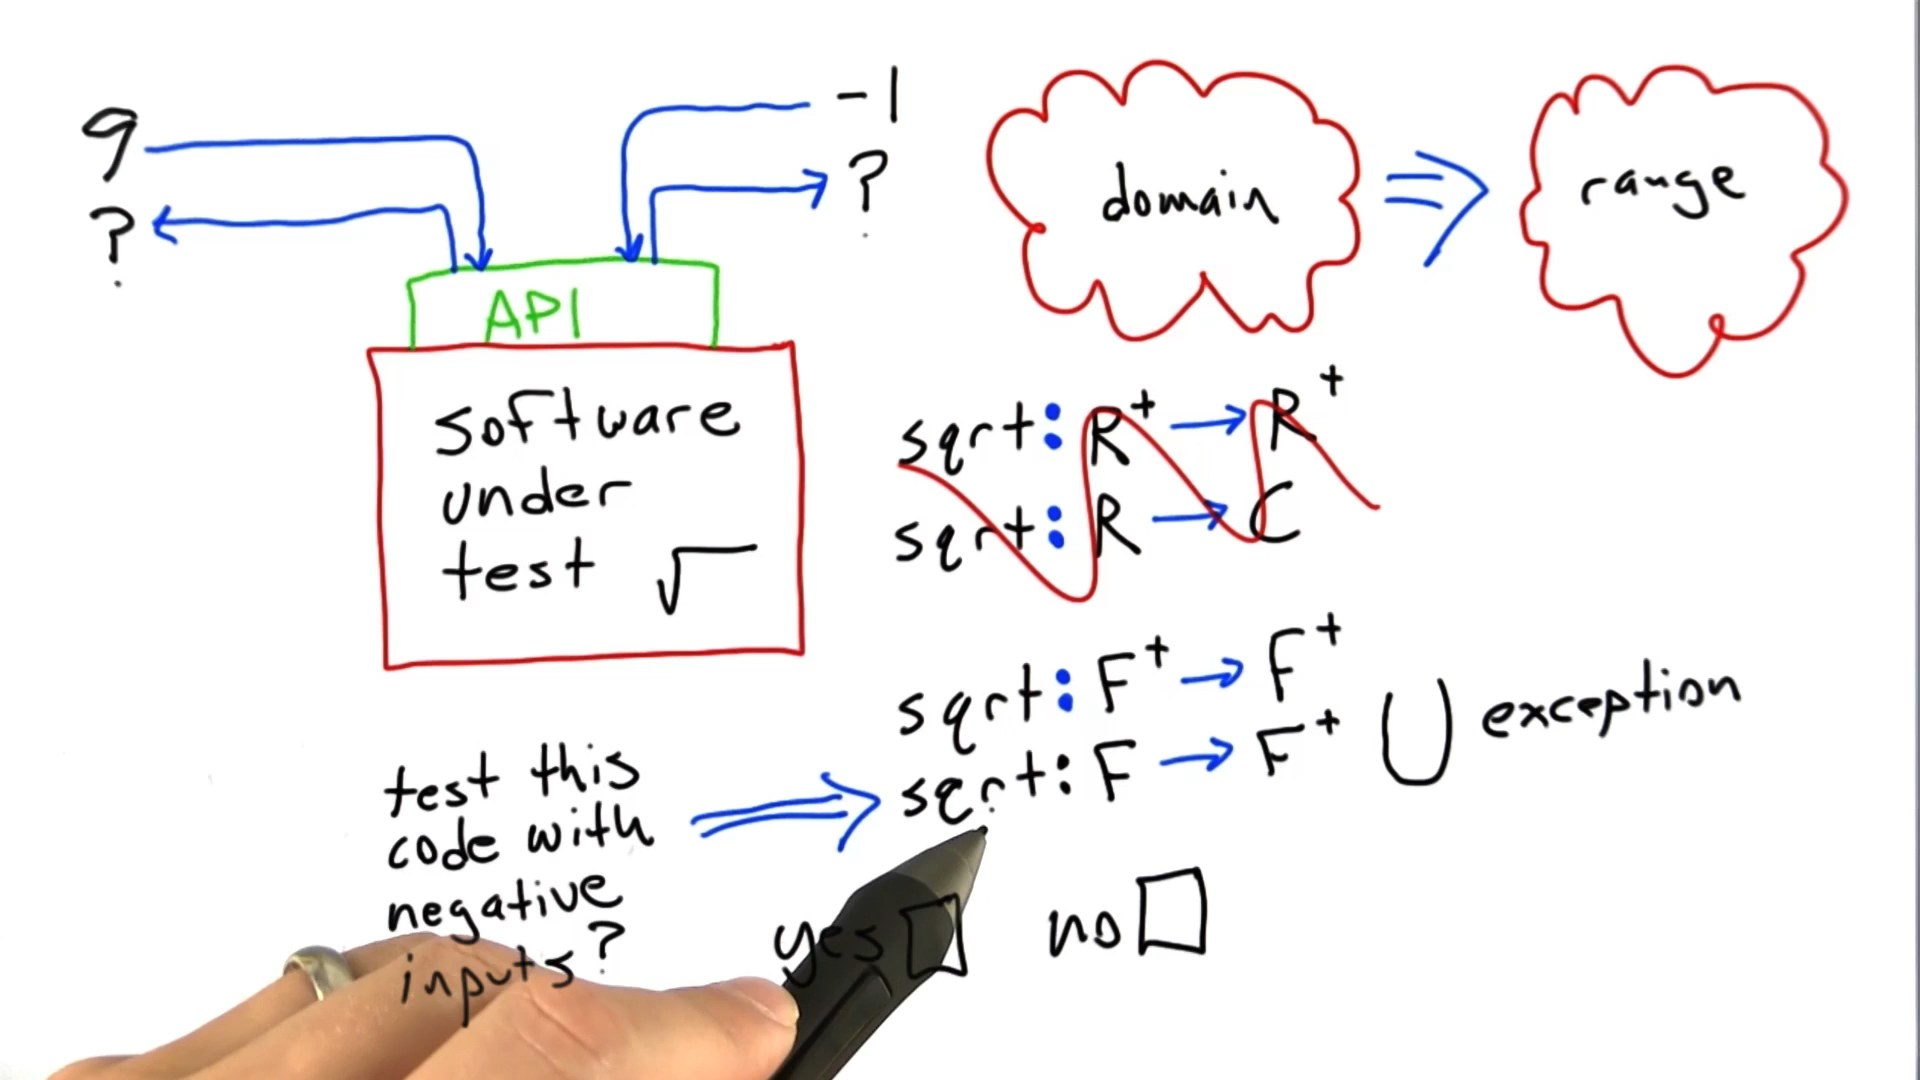 9
?
-1
?
API
software
under
test √
domain ⇒ range
sqrt: R⁺ → R⁺
sqrt: R → C
sqrt: F⁺ → F⁺
sqrt: F → F⁺ ∪ exception
test this
code with
negative
inputs?
yes □ no □